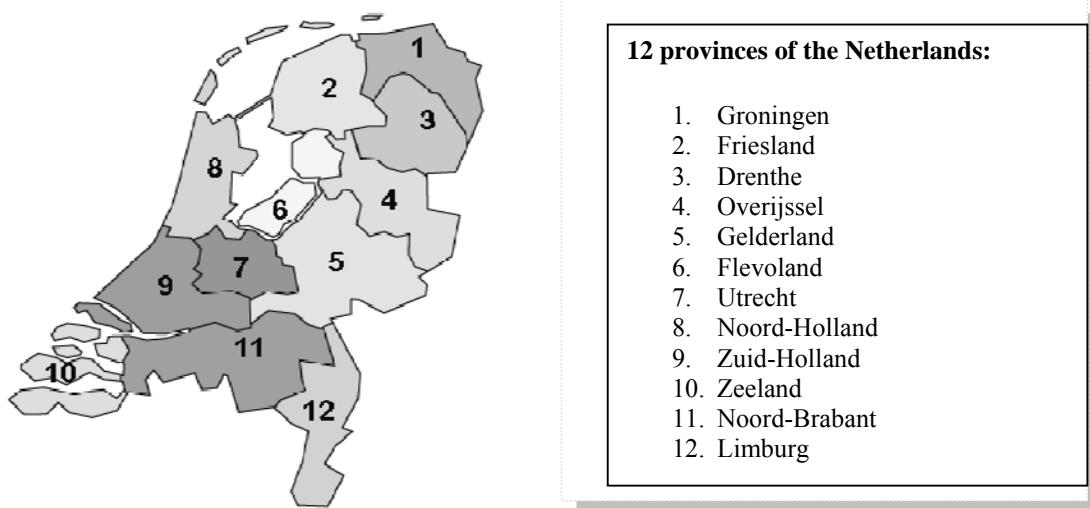 1
2
3
8
4
6
7
5
9
11
10
12
12 provinces of the Netherlands:
1. Groningen
2. Friesland
3. Drenthe
4. Overijssel
5. Gelderland
6. Flevoland
7. Utrecht
8. Noord-Holland
9. Zuid-Holland
10. Zeeland
11. Noord-Brabant
12. Limburg